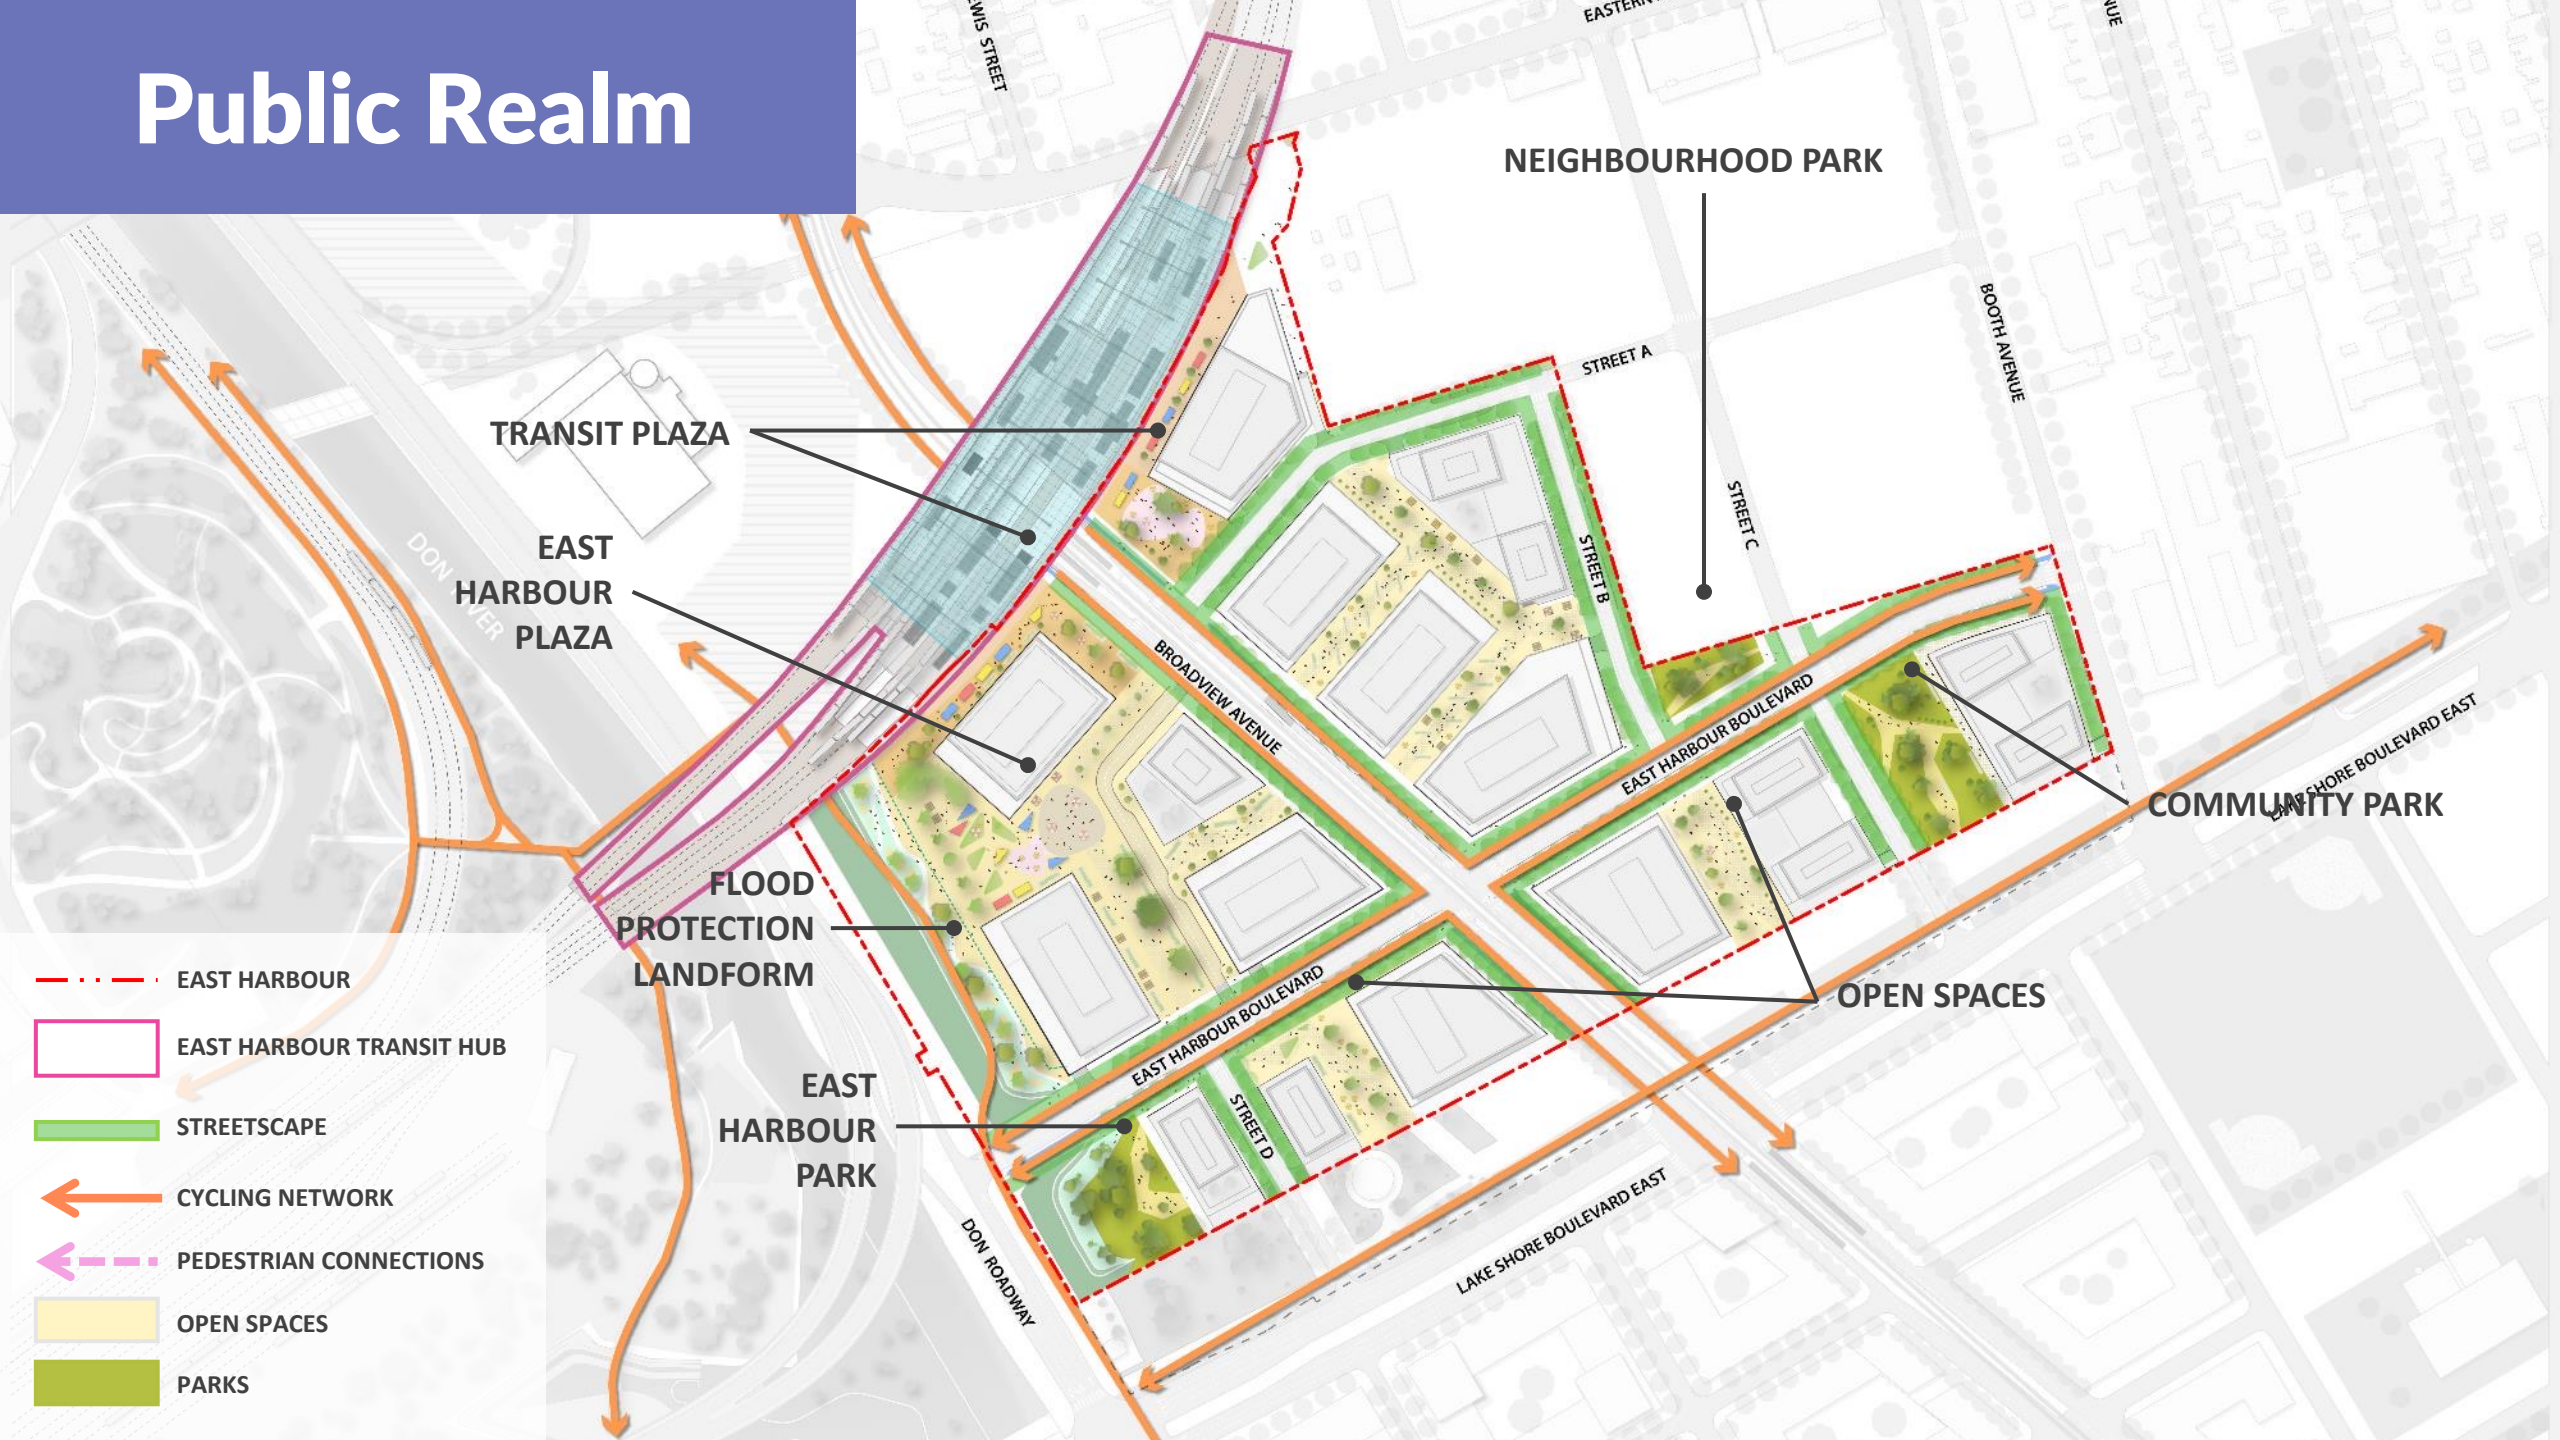 Public Realm
NEIGHBOURHOOD PARK
STREET A
BOOTH AVENUE
TRANSIT PLAZA
STREET C
EAST
HARBOUR
PLAZA
DON
STREET B
BROADVIEW AVENUE
EAST HARBOUR BOULEVARD
LAKE SHORE BOULEVARD EAST
COMMUNITY PARK
FLOOD
PROTECTION
LANDFORM
OPEN SPACES
EAST HARBOUR BOULEVARD
EAST
HARBOUR
PARK
STREET D
LAKE SHORE BOULEVARD EAST
DON ROADWAY
EAST HARBOUR
EAST HARBOUR TRANSIT HUB
STREETSCAPE
CYCLING NETWORK
PEDESTRIAN CONNECTIONS
OPEN SPACES
PARKS